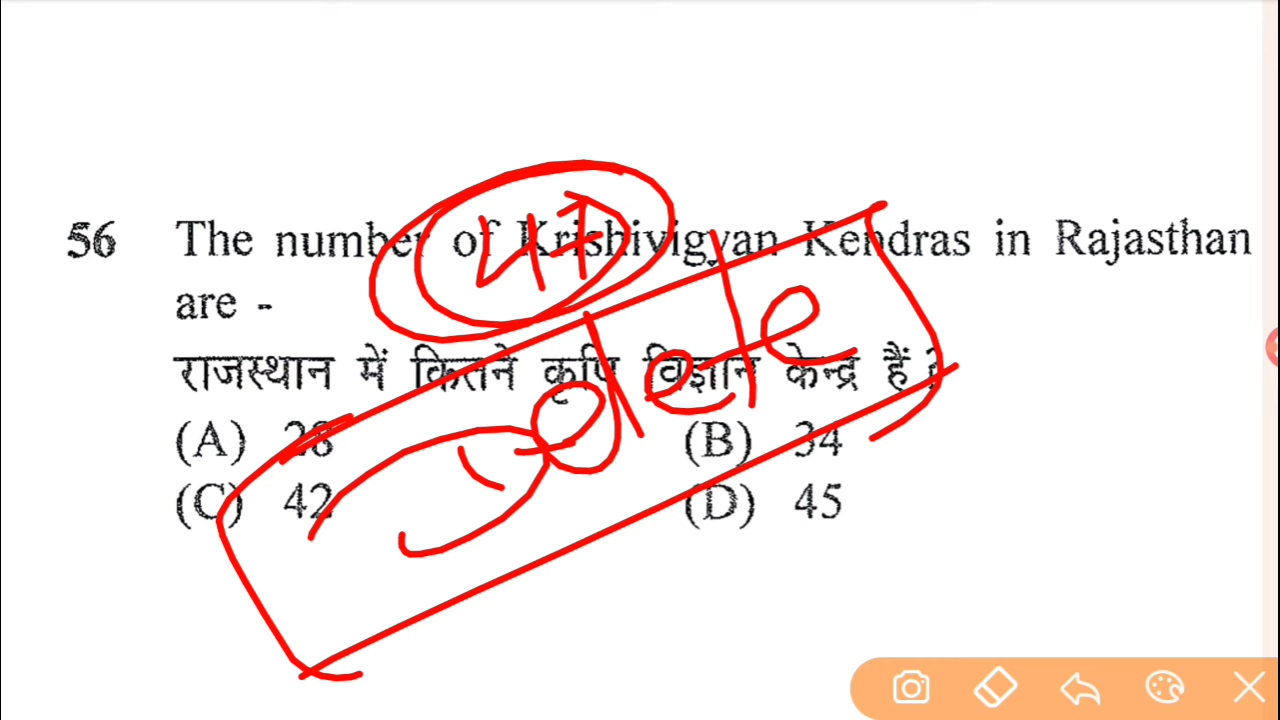 47
56 The number of Krishivigyan Kendras in Rajasthan
are -
राजस्थान में कितने कृषि विज्ञान केन्द्र हैं ?
Delete
(A) 28 (B) 34
(C) 42 (D) 45